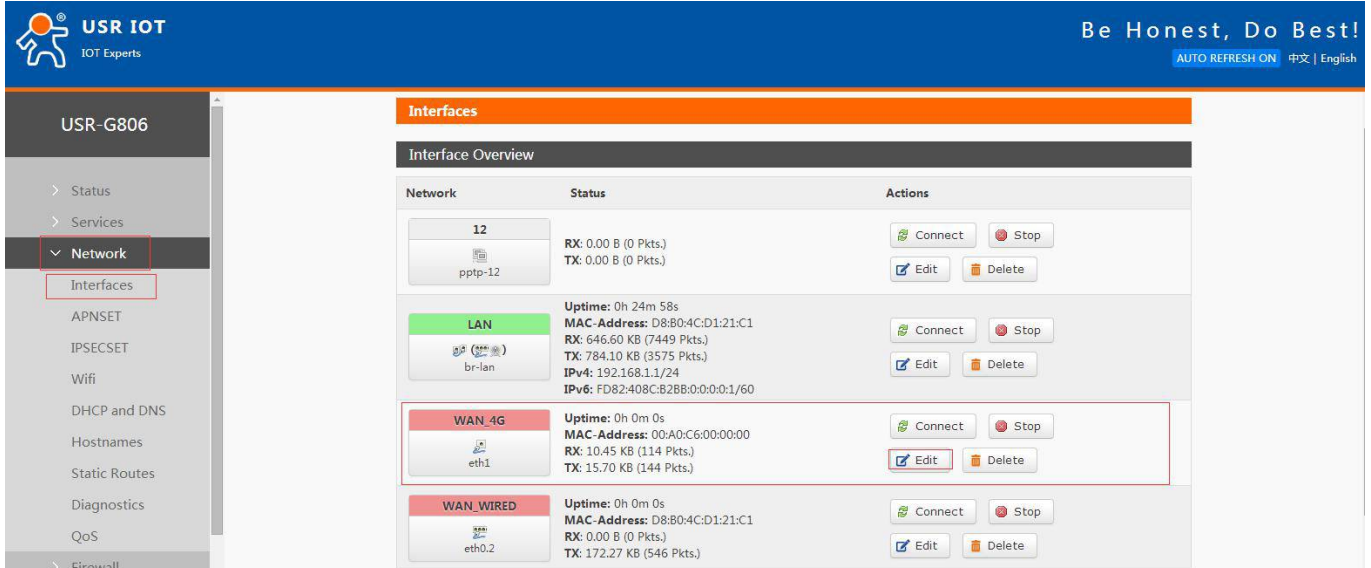 USR IOT
IOT Experts
Be Honest, Do Best!
AUTO REFRESH ON 中文 | English
USR-G806
Status
Services
Network
Interfaces
APNSET
IPSECSET
Wifi
DHCP and DNS
Hostnames
Static Routes
Diagnostics
QoS
Firewall
Interfaces
Interface Overview
Network Status Actions
12
pptp-12
RX: 0.00 B (0 Pkts.)
TX: 0.00 B (0 Pkts.)
Connect Stop
Edit Delete
LAN
br-lan
Uptime: 0h 24m 58s
MAC-Address: D8:B0:4C:D1:21:C1
RX: 646.60 KB (7449 Pkts.)
TX: 784.10 KB (3575 Pkts.)
IPv4: 192.168.1.1/24
IPv6: FD82:408C:B2BB:0:0:0:0:1/60
Connect Stop
Edit Delete
WAN_4G
eth1
Uptime: 0h 0m 0s
MAC-Address: 00:A0:C6:00:00:00
RX: 10.45 KB (114 Pkts.)
TX: 15.70 KB (144 Pkts.)
Connect Stop
Edit Delete
WAN_WIRED
eth0.2
Uptime: 0h 0m 0s
MAC-Address: D8:B0:4C:D1:21:C1
RX: 0.00 B (0 Pkts.)
TX: 172.27 KB (546 Pkts.)
Connect Stop
Edit Delete